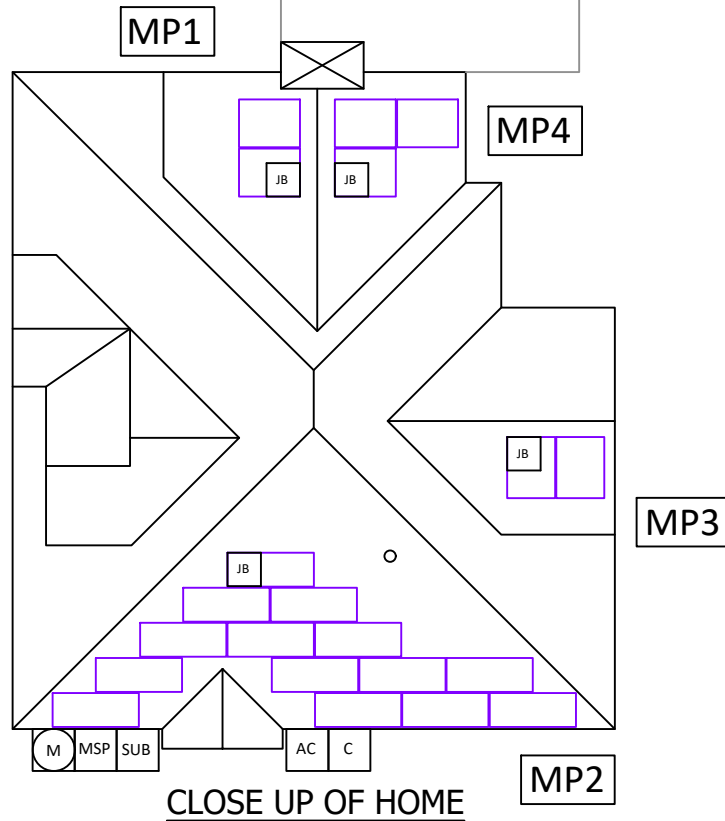 MP1
MP4
JB
JB
JB
MP3
JB
M
MSP
SUB
AC
C
MP2
CLOSE UP OF HOME